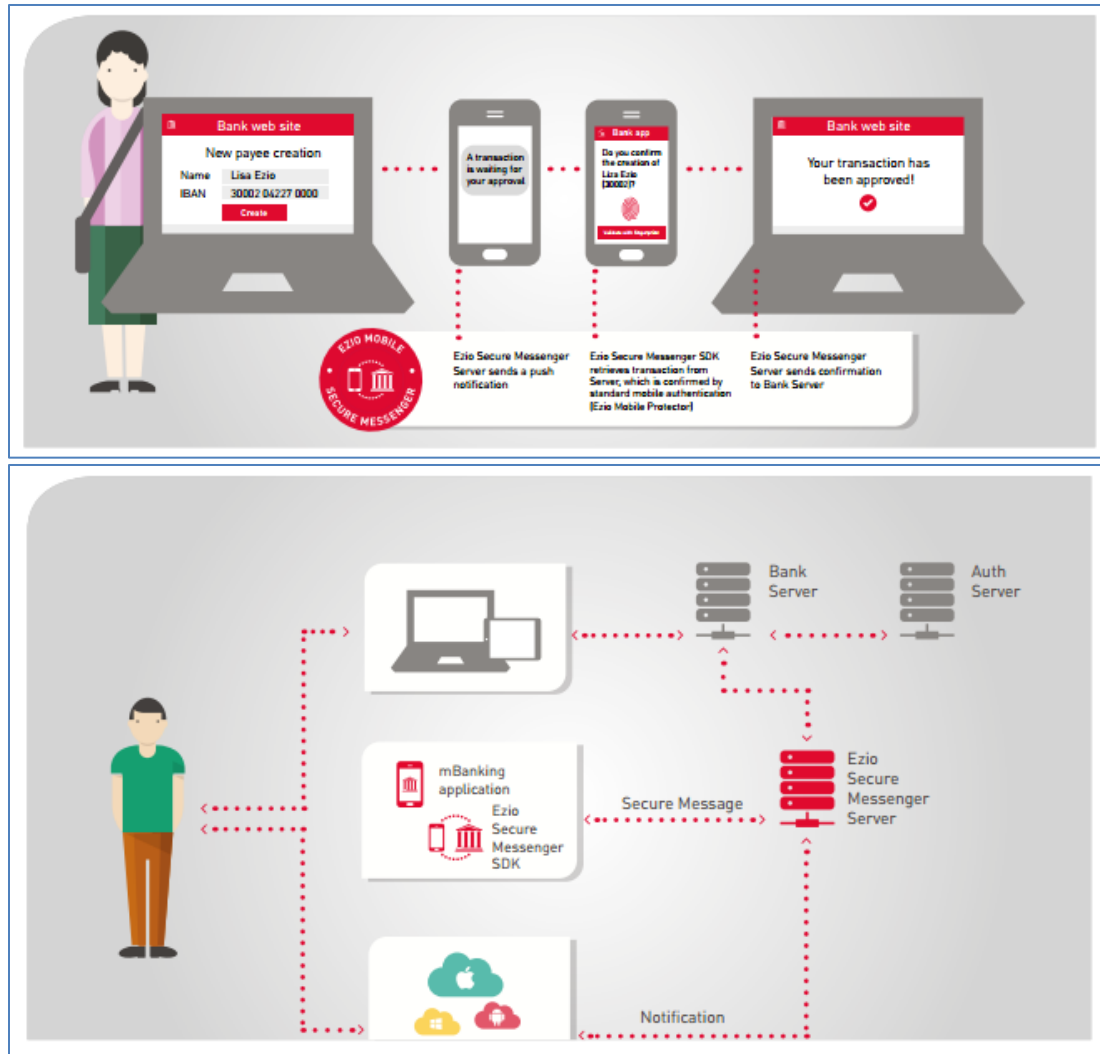 Bank web site
New payee creation
Name Lisa Ezio
IBAN 30002 04227 0000
Create
A transaction
is waiting for
your approval
Bank app
Do you confirm
the creation of
Lisa Ezio
(30002)?
Validate with fingerprint
Bank web site
Your transaction has
been approved!
EZIO MOBILE
SECURE MESSENGER
Ezio Secure Messenger
Server sends a push
notification
Ezio Secure Messenger SDK
retrieves transaction from
Server, which is confirmed by
standard mobile authentication
(Ezio Mobile Protector)
Ezio Secure Messenger
Server sends confirmation
to Bank Server
Bank
Server
Auth
Server
mBanking
application
Ezio
Secure
Messenger
SDK
Secure Message
Ezio
Secure
Messenger
Server
Notification